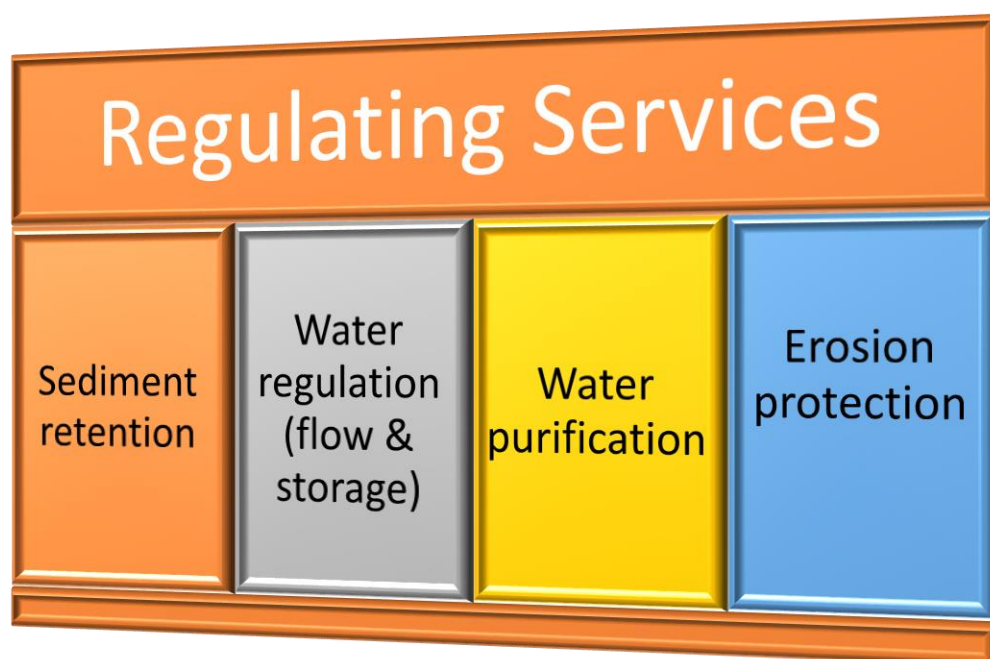 Regulating Services
Sediment
retention
Water
regulation
(flow &
storage)
Water
purification
Erosion
protection